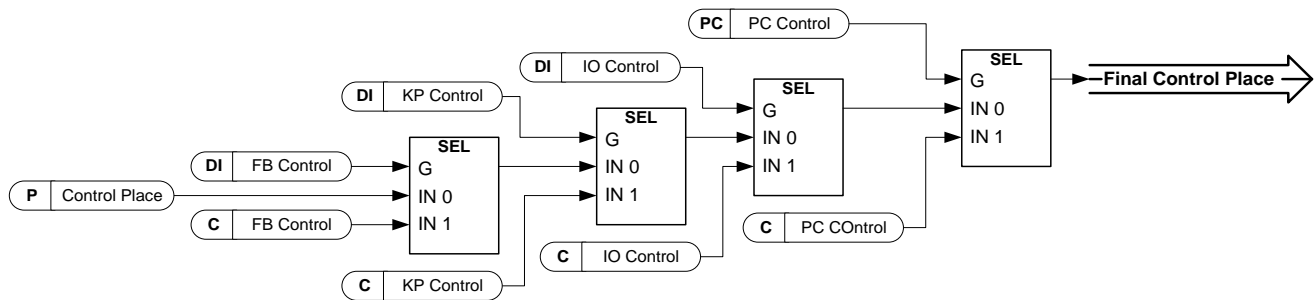 PC PC Control
SEL
G
IN 0
IN 1
Final Control Place
DI IO Control
SEL
G
IN 0
IN 1
DI KP Control
SEL
G
IN 0
IN 1
DI FB Control
SEL
G
IN 0
IN 1
P Control Place
C FB Control
C PC COntrol
C IO Control
C KP Control